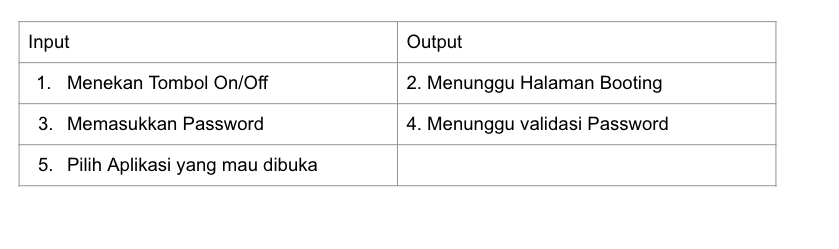 Input Output
1. Menekan Tombol On/Off 2. Menunggu Halaman Booting
3. Memasukkan Password 4. Menunggu validasi Password
5. Pilih Aplikasi yang mau dibuka